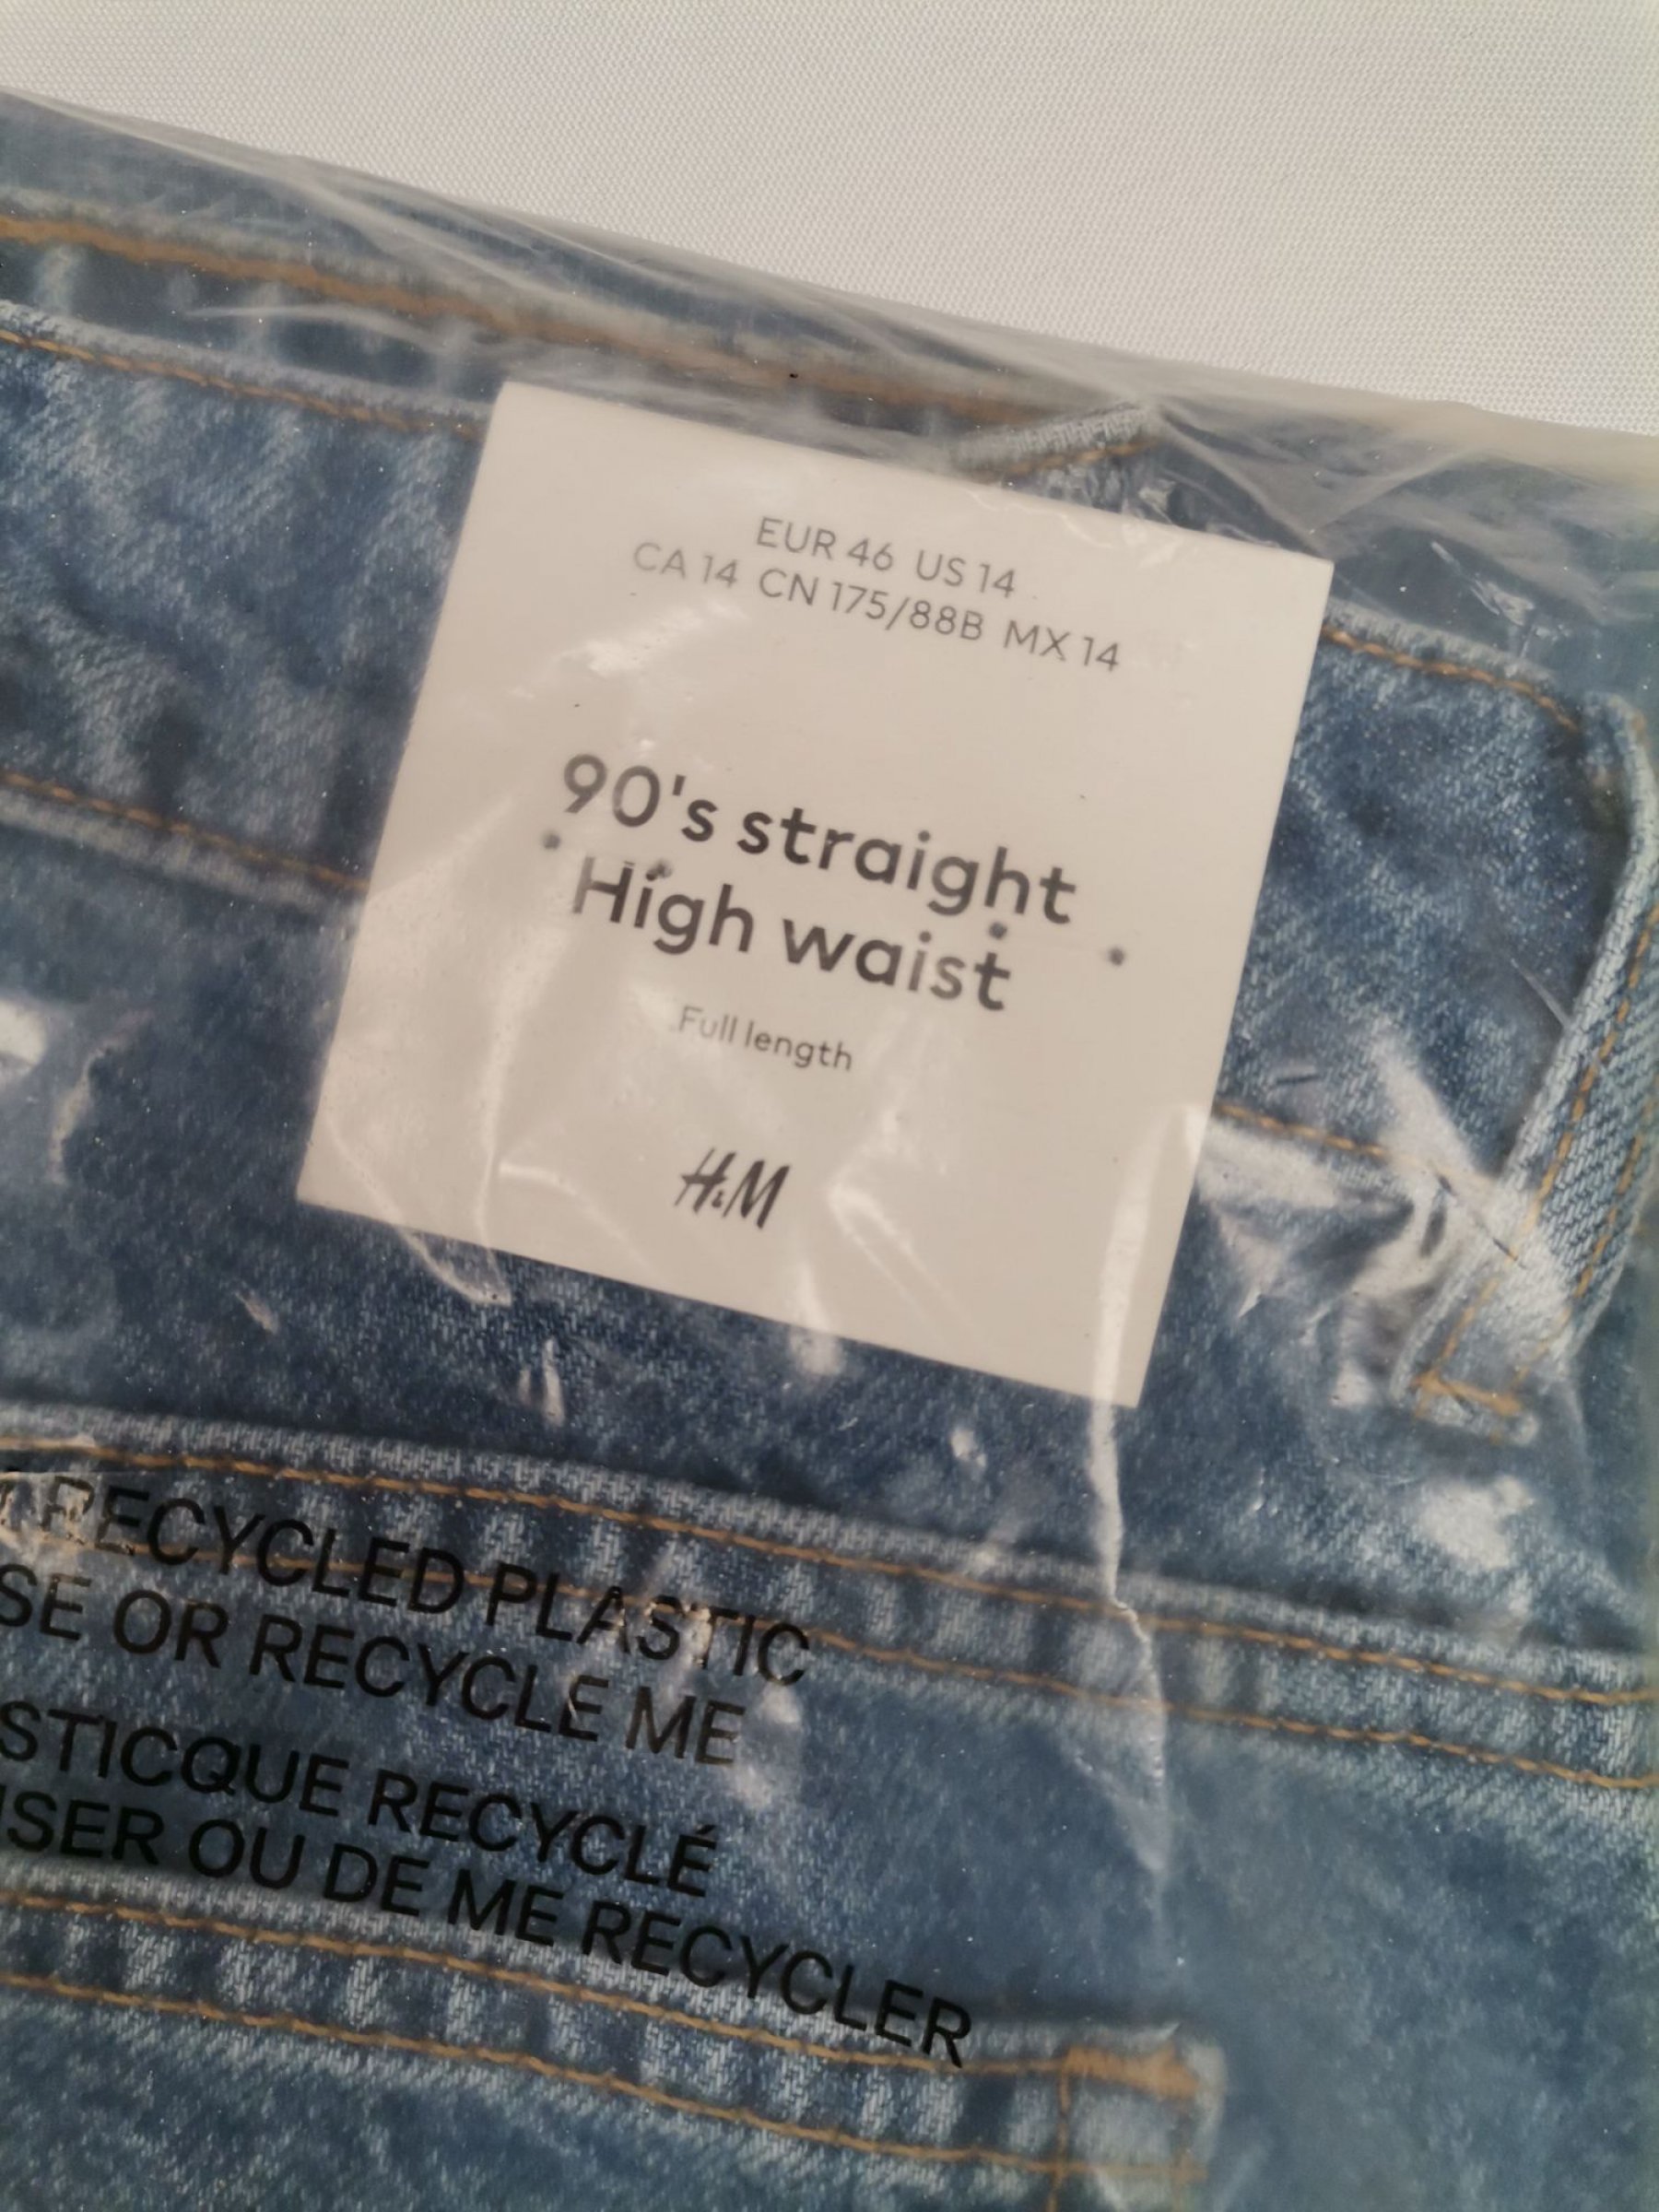 EUR 46 US 14
CA 14 CN 175/88B MX 14
90's straight
High waist
Full length
H&M
RECYCLED PLASTIC
SE OR RECYCLE ME
STICQUE RECYCLÉ
ISER OU DE ME RECYCLER